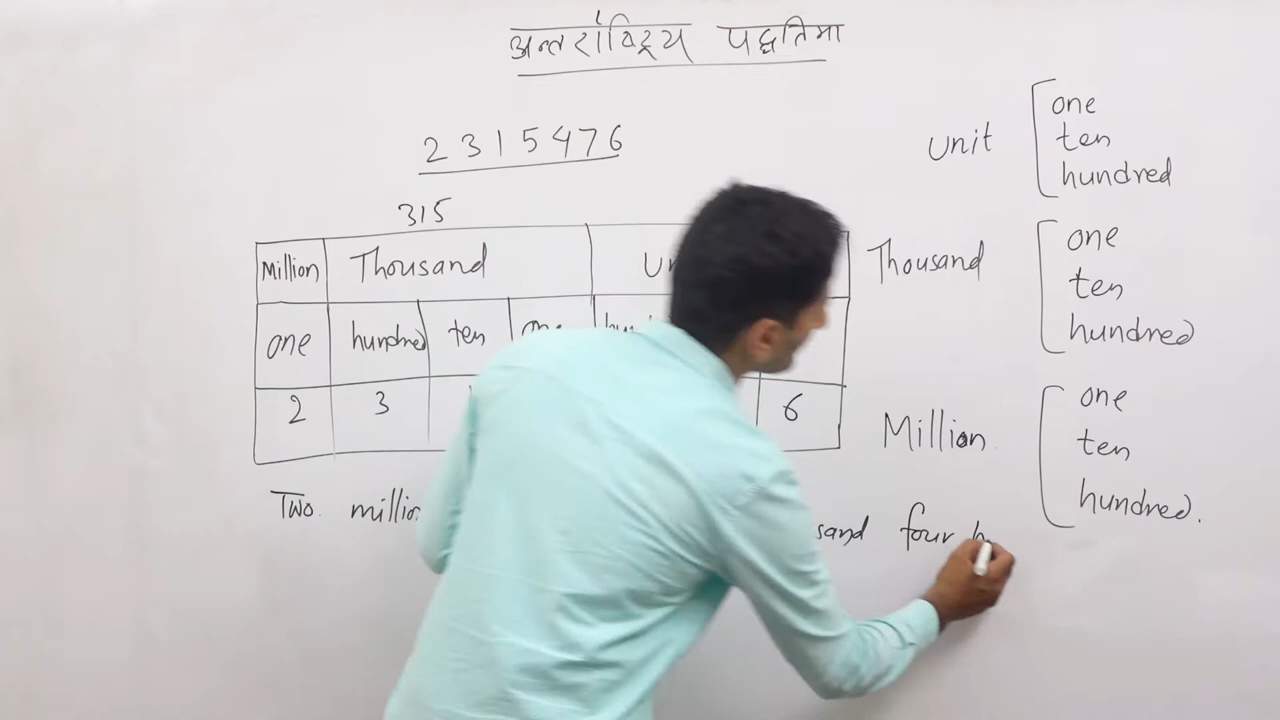 अन्तर्राष्ट्रिय पद्धतिमा
2315476
315
Million Thousand
one hundred ten
2 3 6
Two million
sand four
Unit one
ten
hundred
Thousand one
ten
hundred
Million one
ten
hundred.